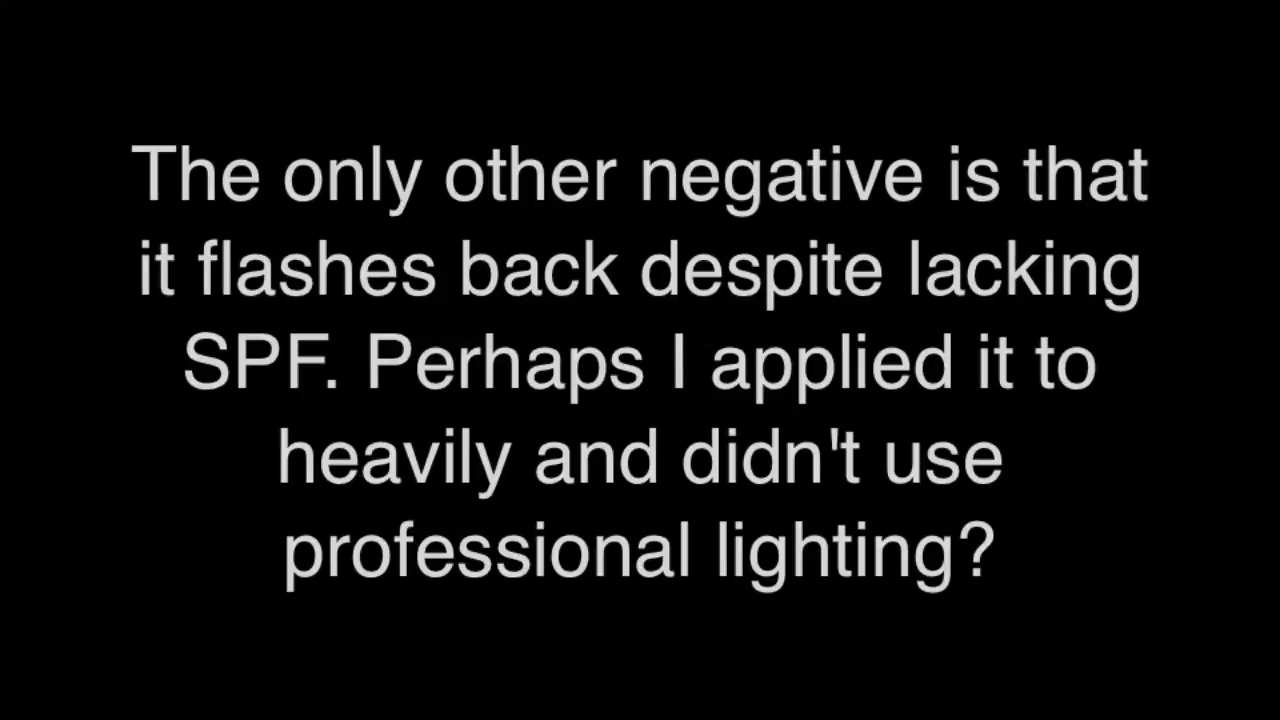 The only other negative is that
it flashes back despite lacking
SPF. Perhaps I applied it to
heavily and didn't use
professional lighting?